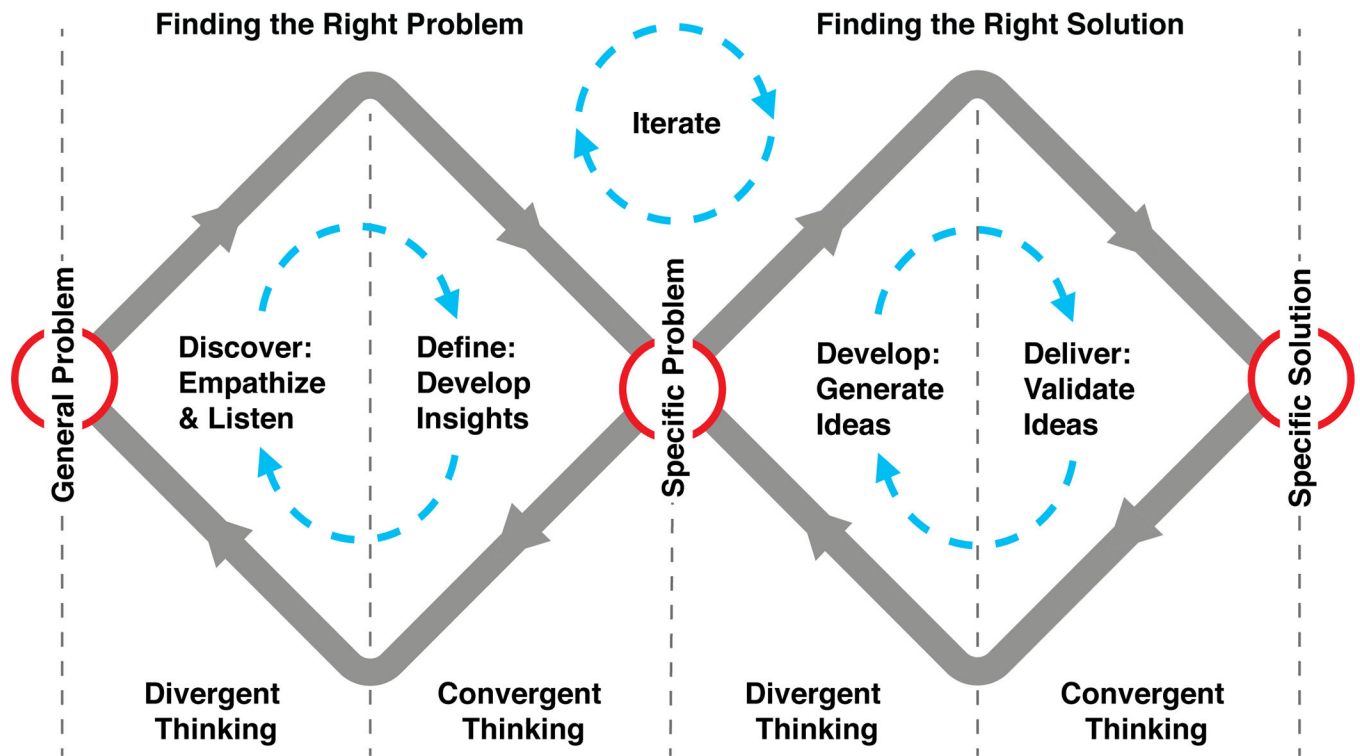 Finding the Right Problem
Finding the Right Solution
Iterate
General Problem
Discover:
Empathize
& Listen
Define:
Develop
Insights
Specific Problem
Develop:
Generate
Ideas
Deliver:
Validate
Ideas
Specific Solution
Divergent
Thinking
Convergent
Thinking
Divergent
Thinking
Convergent
Thinking